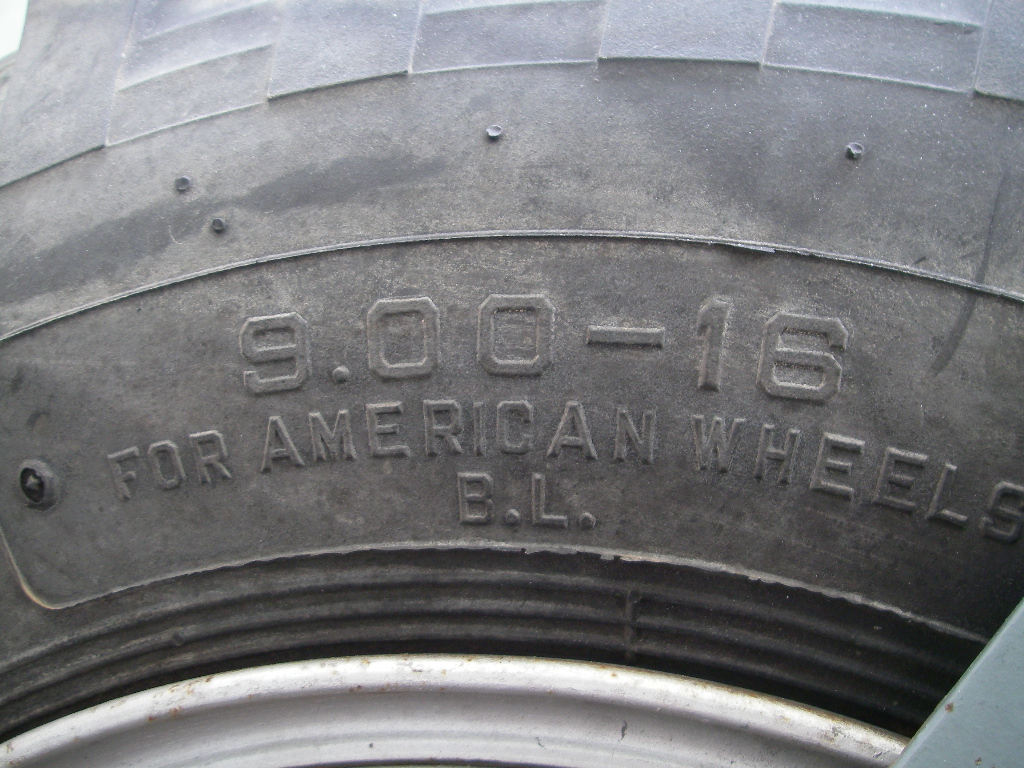 9.00-16
FOR AMERICAN WHEELS
B.L.